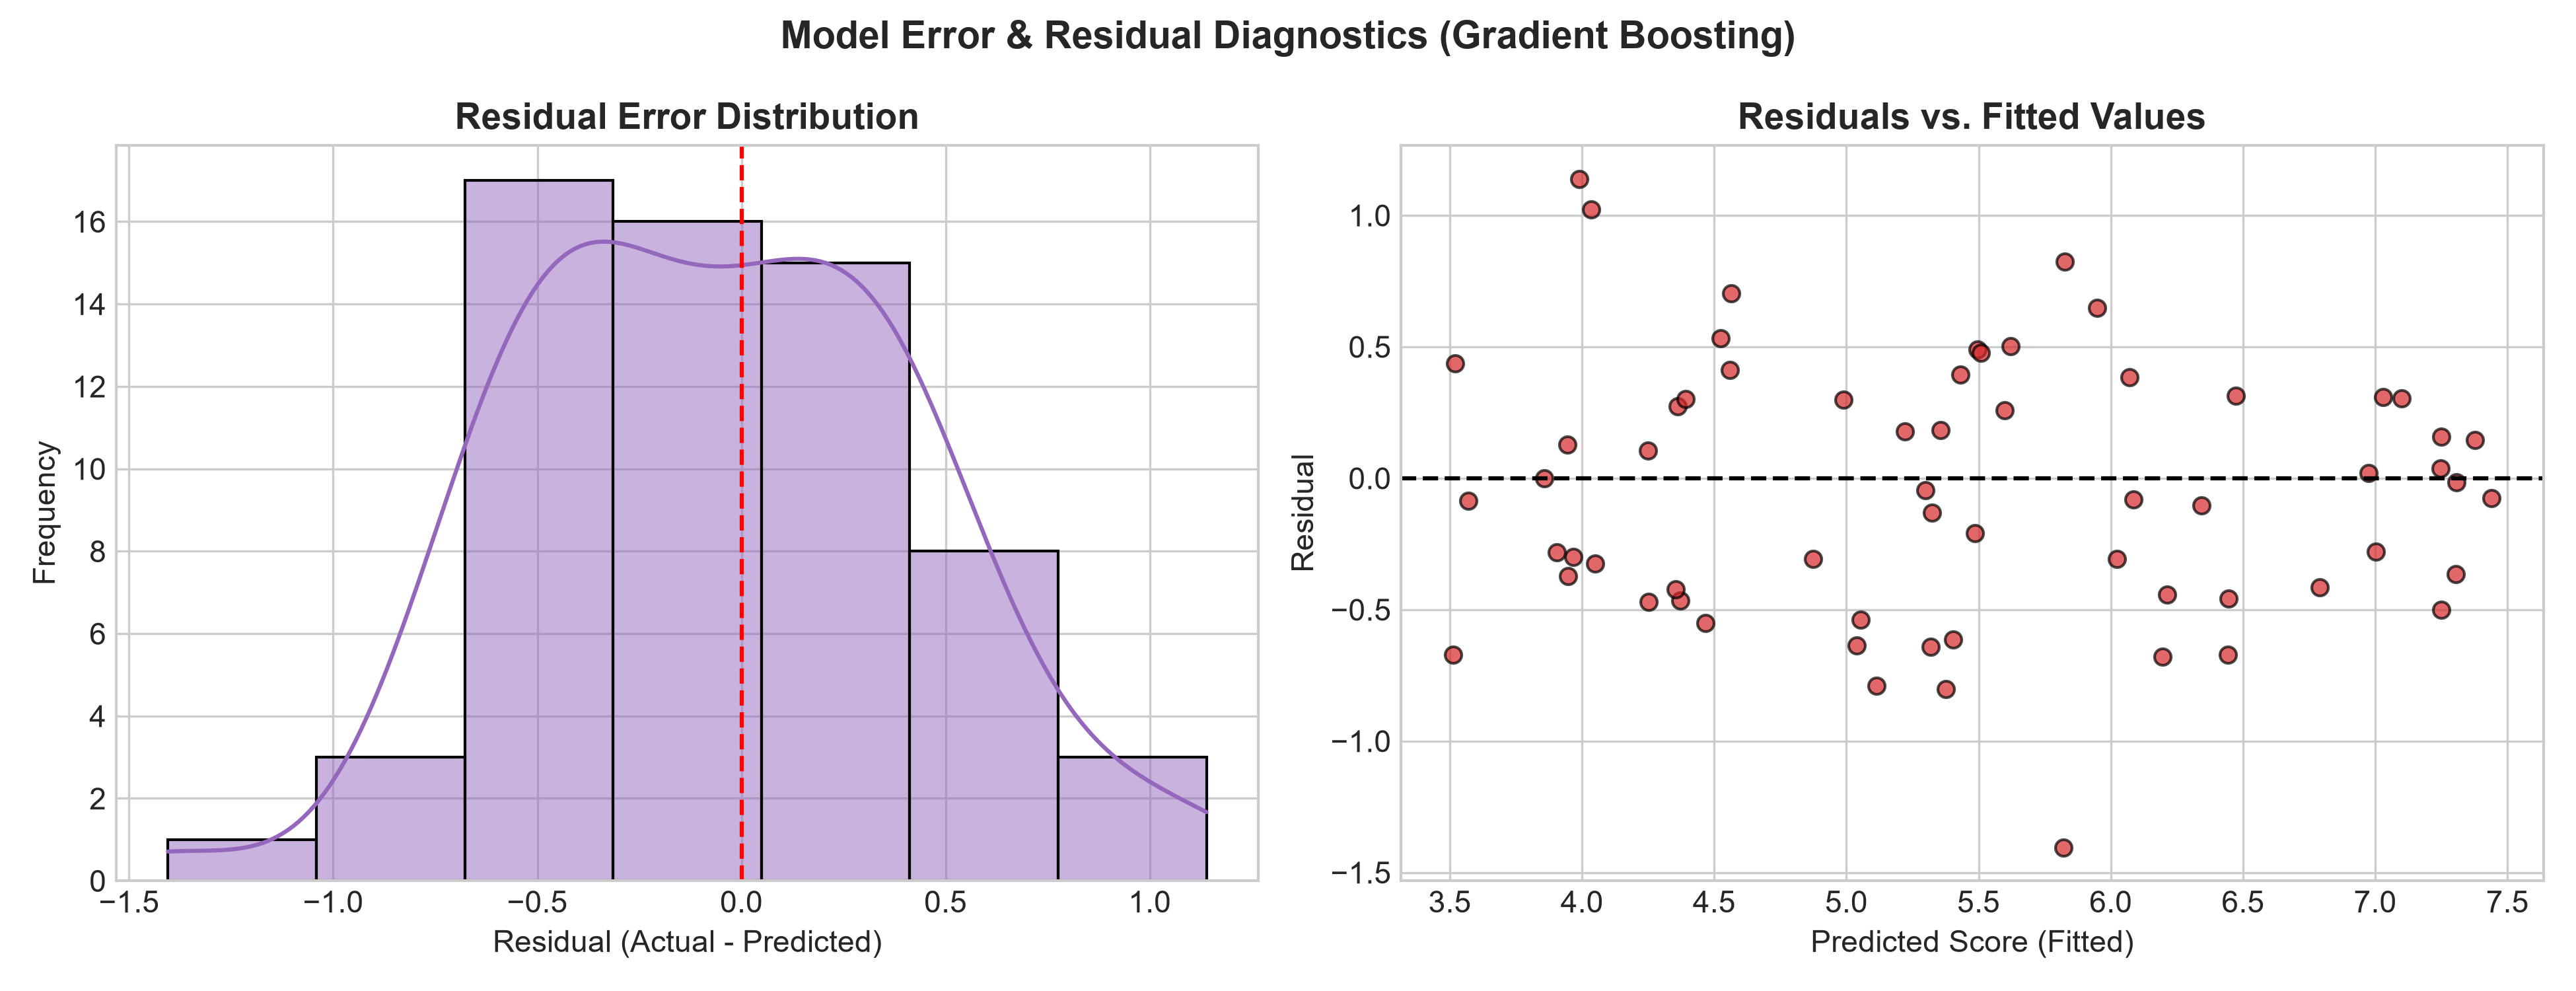 Model Error & Residual Diagnostics (Gradient Boosting)
Residual Error Distribution
Frequency
16
14
12
10
8
6
4
2
0
−1.5 −1.0 −0.5 0.0 0.5 1.0
Residual (Actual - Predicted)
Residuals vs. Fitted Values
Residual
1.0
0.5
0.0
−0.5
−1.0
−1.5
3.5 4.0 4.5 5.0 5.5 6.0 6.5 7.0 7.5
Predicted Score (Fitted)